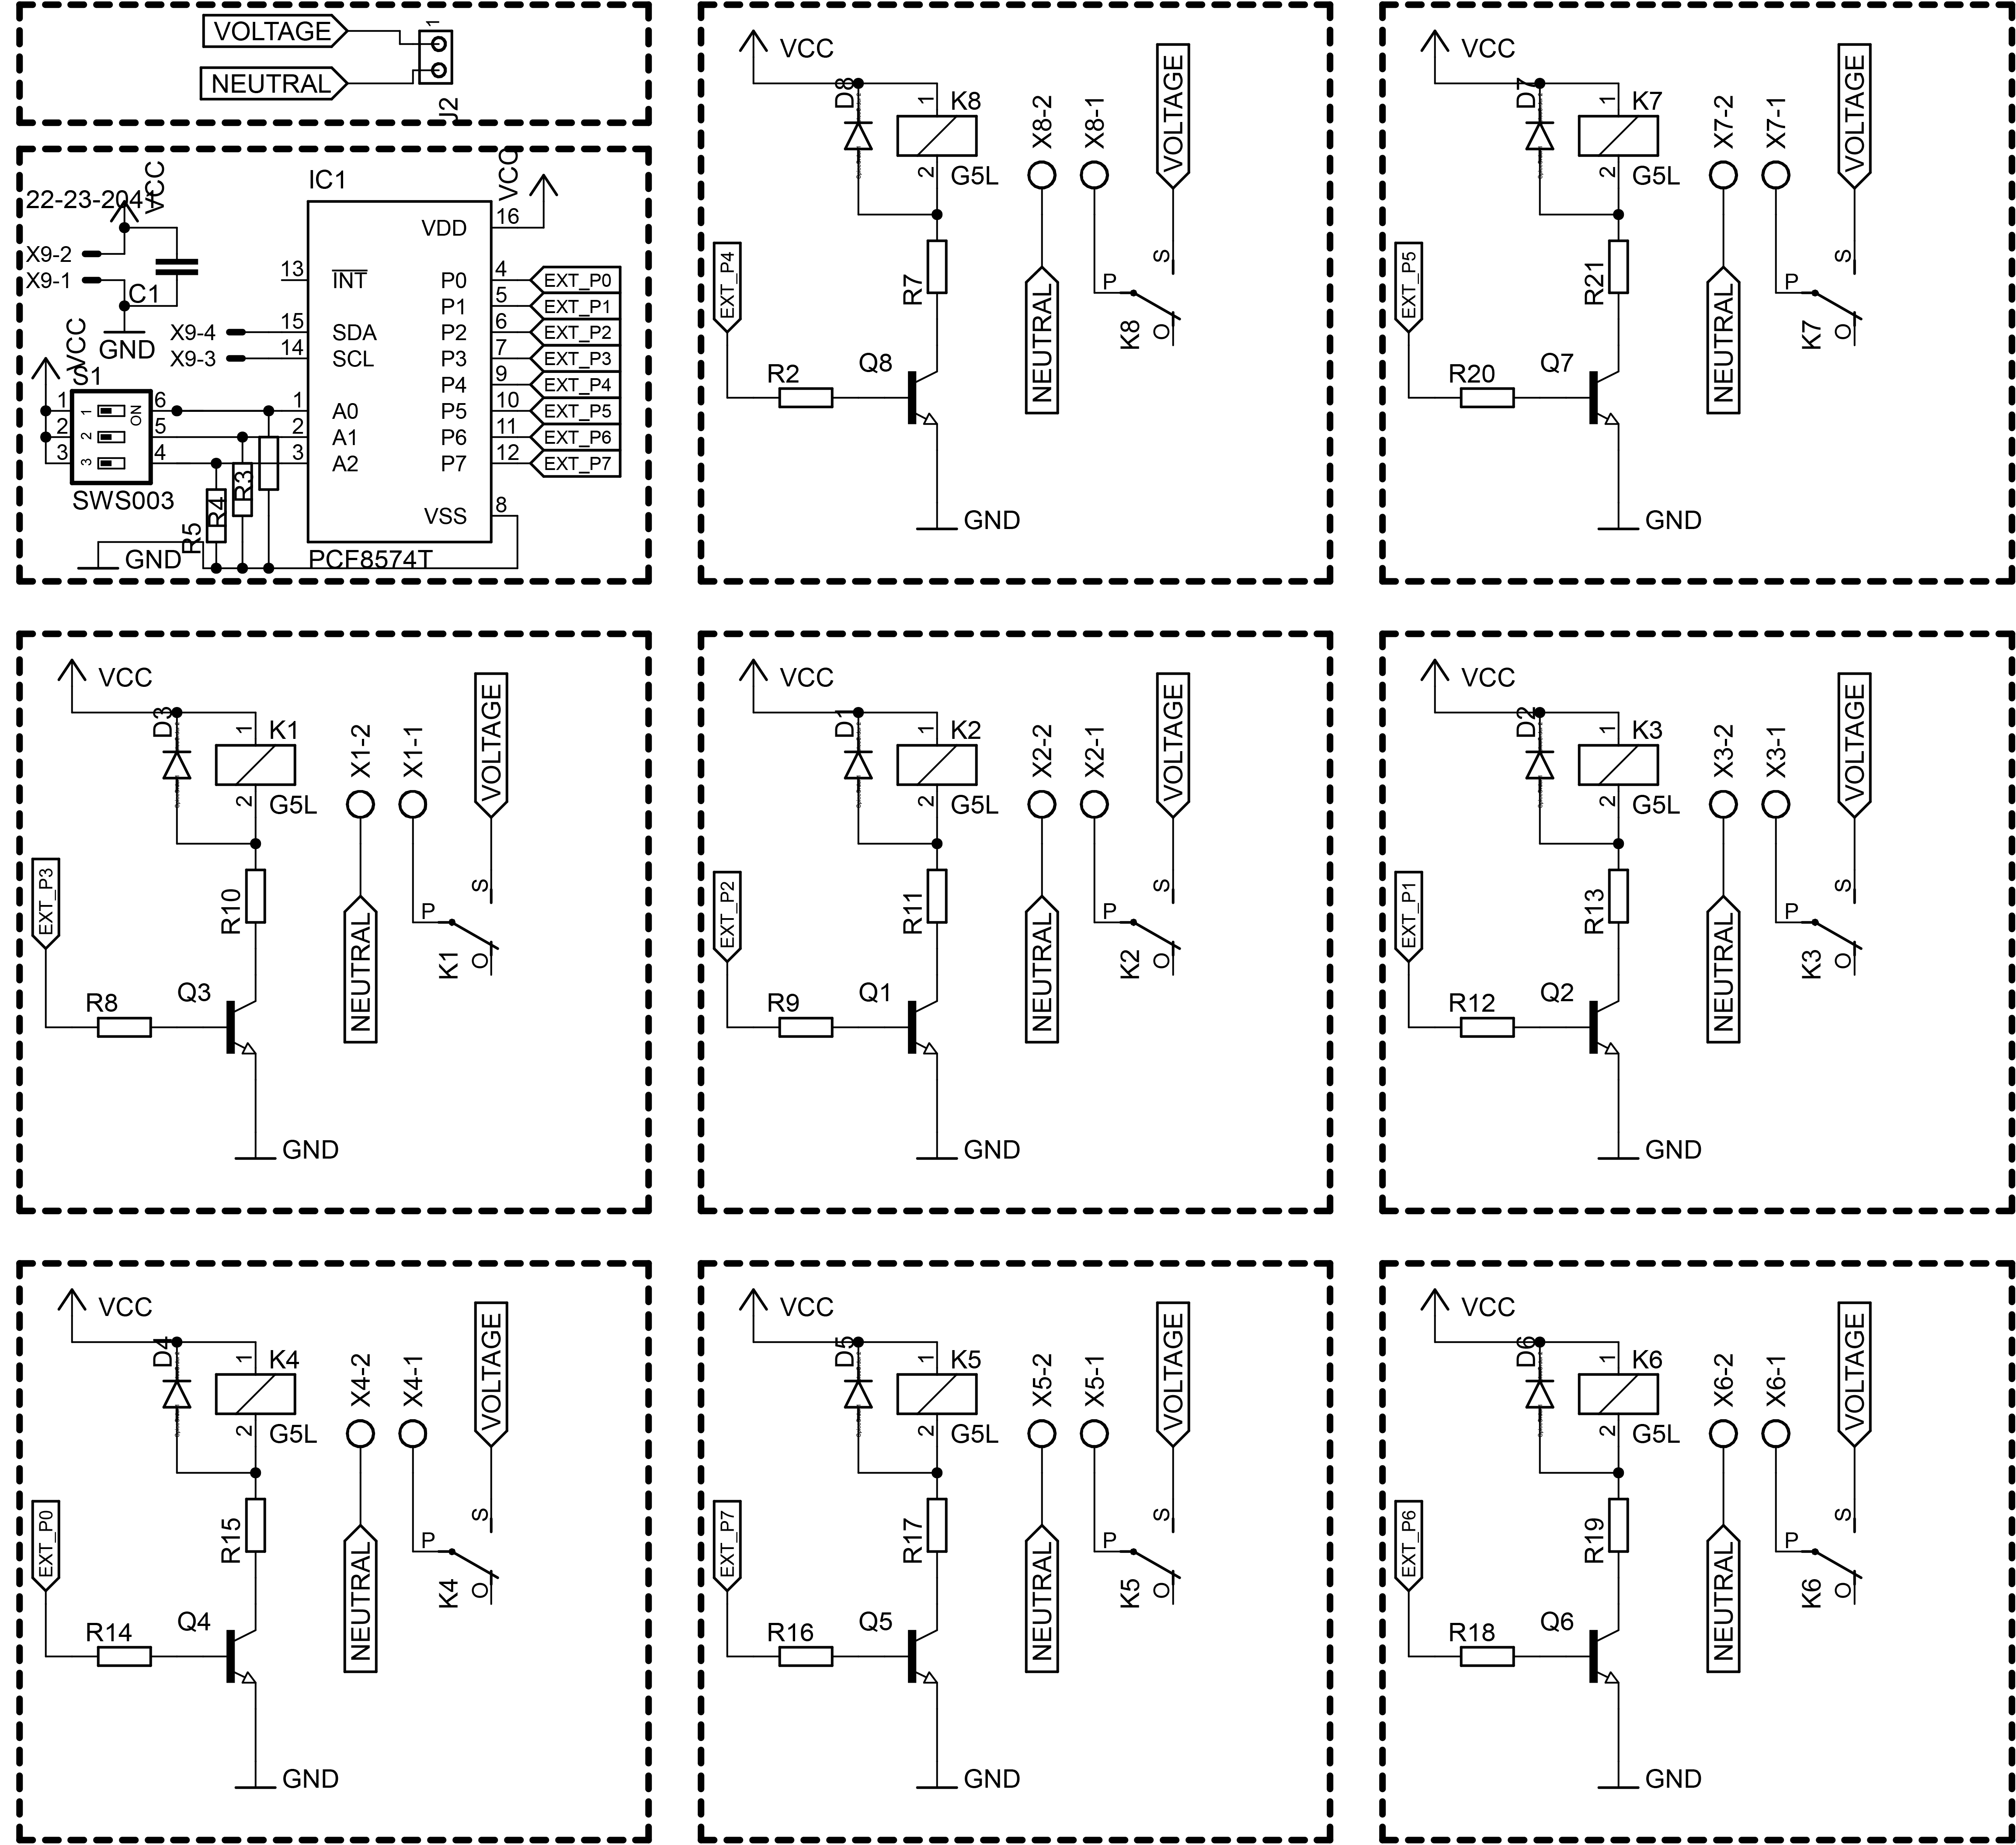 VOLTAGE
NEUTRAL
1
J2
22-23-2041
VCC
X9-2
X9-1
C1
GND
VCC
S1
1
2
3
1
2
3
ON
6
5
4
SWS003
R5
R4
R3
GND
X9-4
X9-3
IC1
PCF8574T
13
INT
15
SDA
14
SCL
1
A0
2
A1
3
A2
VDD
16
VCC
P0
4
EXT_P0
P1
5
EXT_P1
P2
6
EXT_P2
P3
7
EXT_P3
P4
9
EXT_P4
P5
10
EXT_P5
P6
11
EXT_P6
P7
12
EXT_P7
VSS
8
VCC
D8
1
K8
2
G5L
X8-2
X8-1
VOLTAGE
EXT_P4
R7
R2
Q8
NEUTRAL
P
S
O
K8
GND
VCC
D7
1
K7
2
G5L
X7-2
X7-1
VOLTAGE
EXT_P5
R21
R20
Q7
NEUTRAL
P
S
O
K7
GND
VCC
D3
1
K1
2
G5L
X1-2
X1-1
VOLTAGE
EXT_P3
R10
R8
Q3
NEUTRAL
P
S
O
K1
GND
VCC
D1
1
K2
2
G5L
X2-2
X2-1
VOLTAGE
EXT_P2
R11
R9
Q1
NEUTRAL
P
S
O
K2
GND
VCC
D2
1
K3
2
G5L
X3-2
X3-1
VOLTAGE
EXT_P1
R13
R12
Q2
NEUTRAL
P
S
O
K3
GND
VCC
D4
1
K4
2
G5L
X4-2
X4-1
VOLTAGE
EXT_P0
R15
R14
Q4
NEUTRAL
P
S
O
K4
GND
VCC
D5
1
K5
2
G5L
X5-2
X5-1
VOLTAGE
EXT_P7
R17
R16
Q5
NEUTRAL
P
S
O
K5
GND
VCC
D6
1
K6
2
G5L
X6-2
X6-1
VOLTAGE
EXT_P6
R19
R18
Q6
NEUTRAL
P
S
O
K6
GND